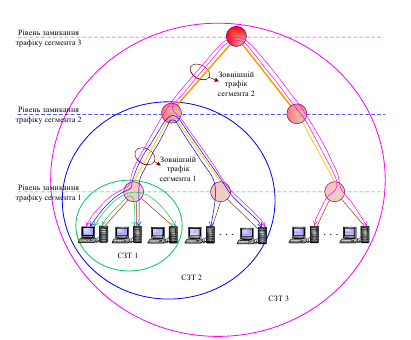 Рівень замикання
трафіку сегмента 3
Зовнішній
трафік
сегмента 2
Рівень замикання
трафіку сегмента 2
Зовнішній
трафік
сегмента 1
Рівень замикання
трафіку сегмента 1
СЗТ 1
СЗТ 2
СЗТ 3